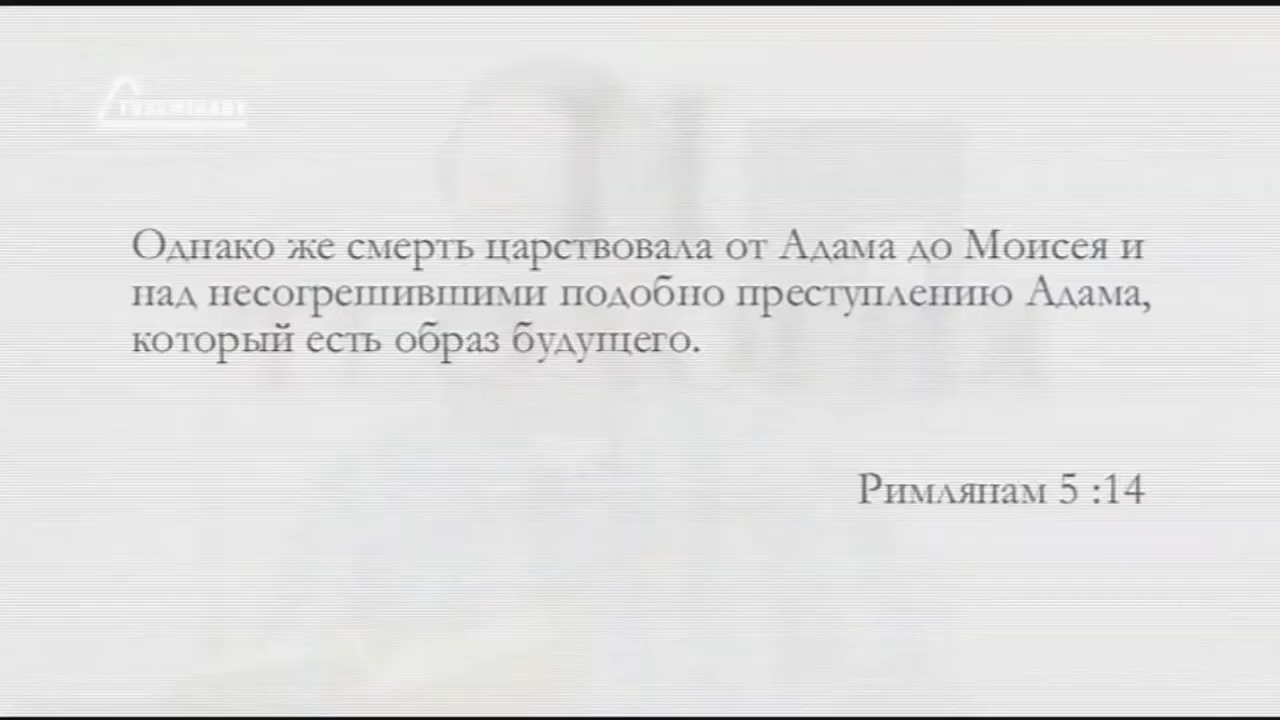 Однако же смерть царствовала от Адама до Моисея и
над несогрешившими подобно преступлению Адама,
который есть образ будущего.
Римлянам 5 :14